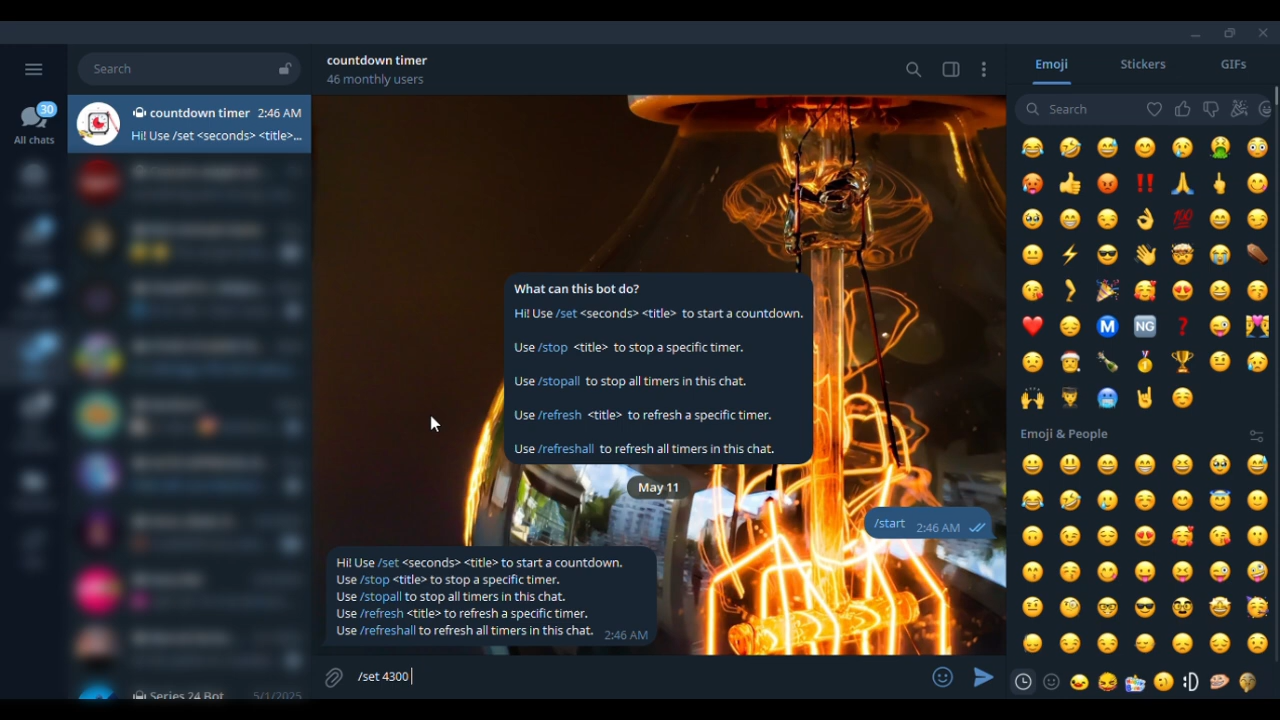 Search
30
All chats
countdown timer 2:46 AM
Hi! Use /set <seconds> <title>...
Series 24 Bot 5/1/2025
countdown timer
46 monthly users
What can this bot do?
Hi! Use /set <seconds> <title> to start a countdown.
Use /stop <title> to stop a specific timer.
Use /stopall to stop all timers in this chat.
Use /refresh <title> to refresh a specific timer.
Use /refreshall to refresh all timers in this chat.
May 11
/start 2:46 AM
Hi! Use /set <seconds> <title> to start a countdown.
Use /stop <title> to stop a specific timer.
Use /stopall to stop all timers in this chat.
Use /refresh <title> to refresh a specific timer.
Use /refreshall to refresh all timers in this chat. 2:46 AM
/set 4300
Emoji Stickers GIFs
Search
Emoji & People